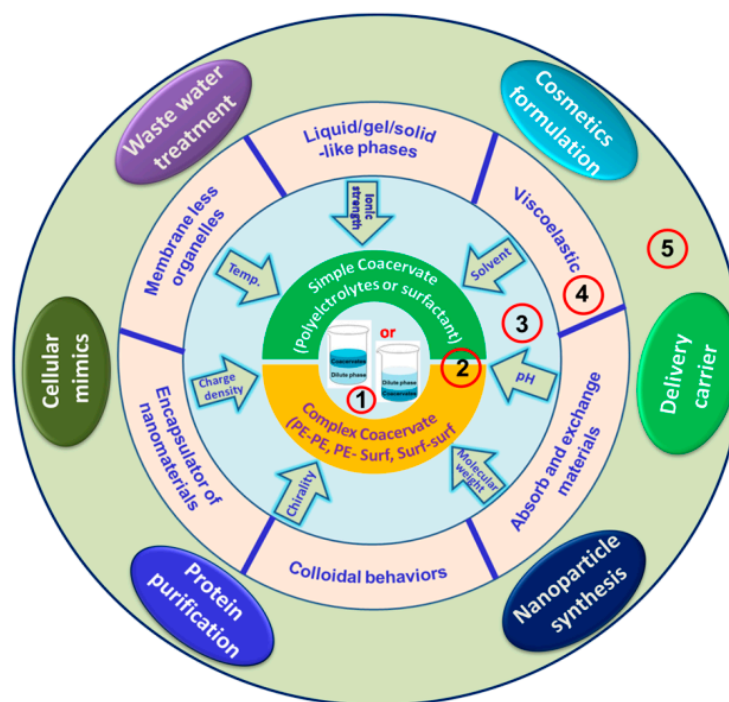 Waste water
treatment
Cosmetics
formulation
Cellular
mimics
Delivery
carrier
Protein
purification
Nanoparticle
synthesis
Liquid/gel/solid
-like phases
Viscoelastic
Membrane less
organelles
Encapsulator of
nanomaterials
Absorb and exchange
materials
Colloidal behaviors
Ionic
strength
Temp.
Solvent
Charge
density
pH
Chirality
Molecular
weight
Simple Coacervate
(Polyelctrolytes or surfactant)
or
Coacervates
Dilute phase
Dilute phase
Coacervates
Complex Coacervate
(PE-PE, PE- Surf, Surf-surf
1
2
3
4
5